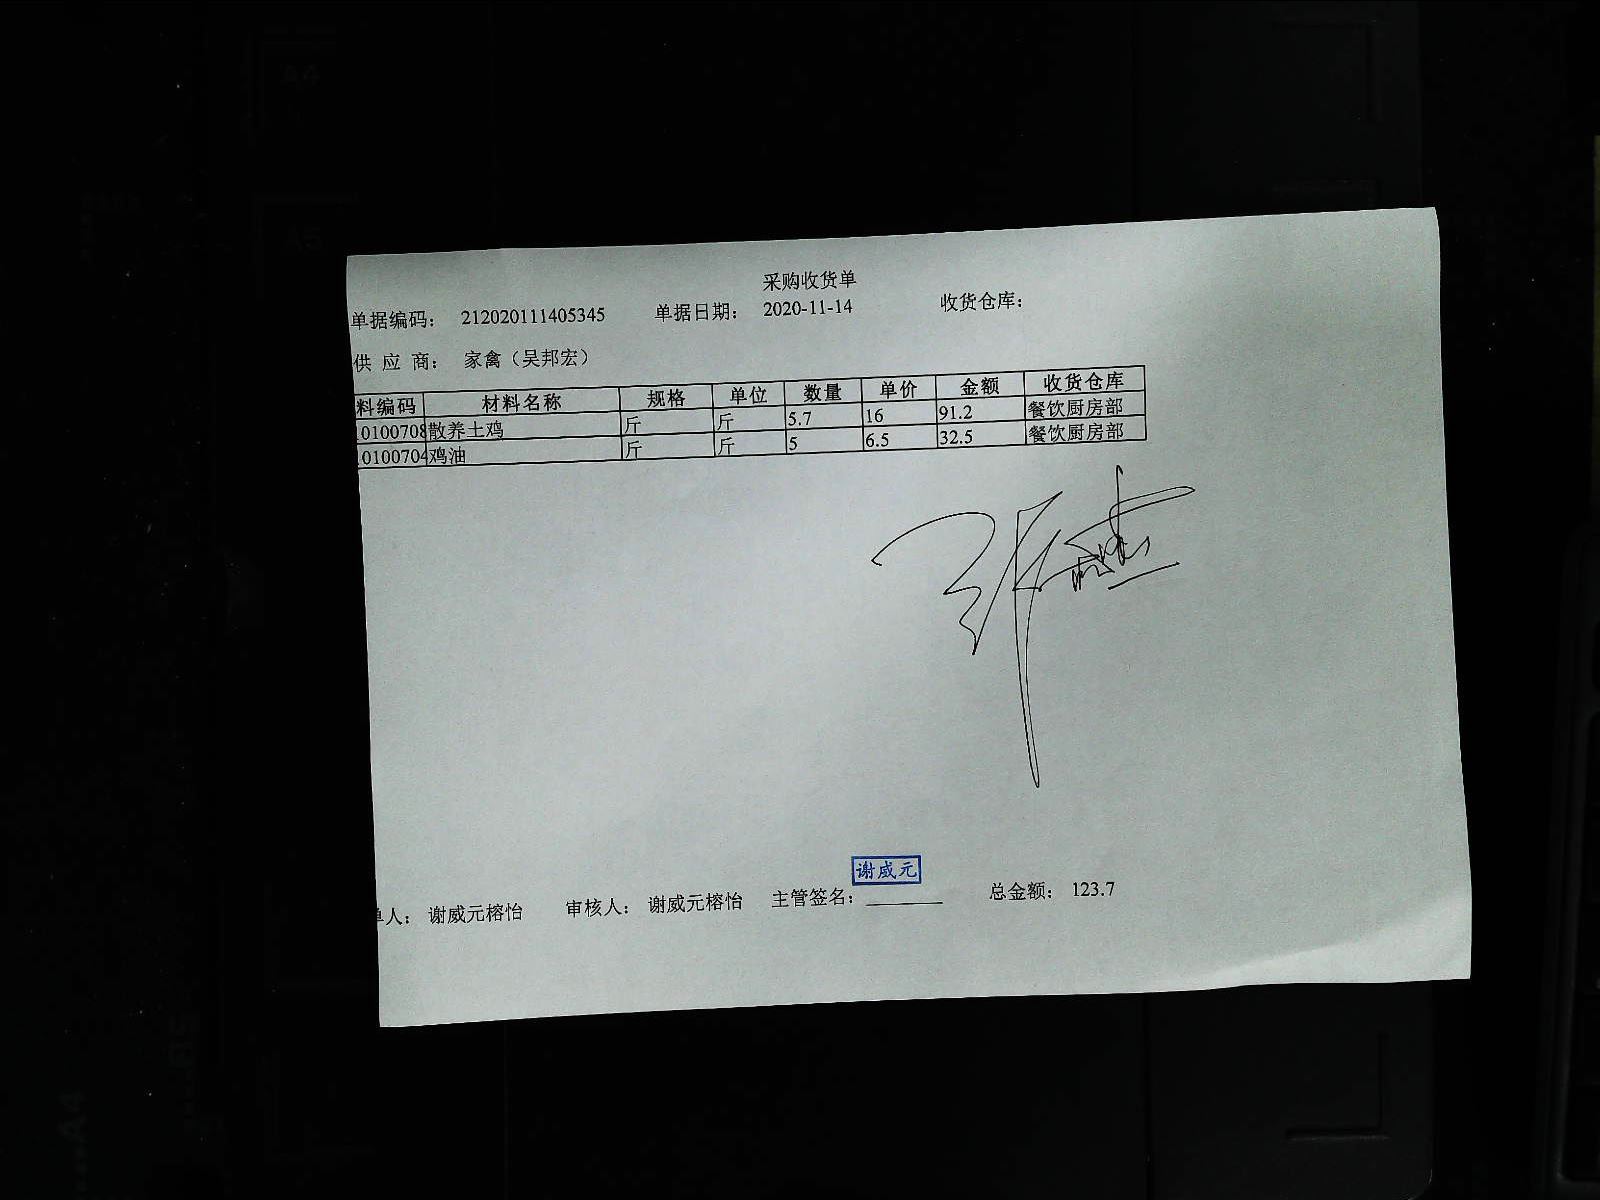 采购收货单
单据编码： 212020111405345 单据日期： 2020-11-14 收货仓库：
供 应 商： 家禽（吴邦宏）
料编码 材料名称 规格 单位 数量 单价 金额 收货仓库
0100708 散养土鸡 斤 斤 5.7 16 91.2 餐饮厨房部
0100704 鸡油 斤 斤 5 6.5 32.5 餐饮厨房部
谢威元
单人： 谢威元榕怡 审核人： 谢威元榕怡 主管签名： 总金额： 123.7